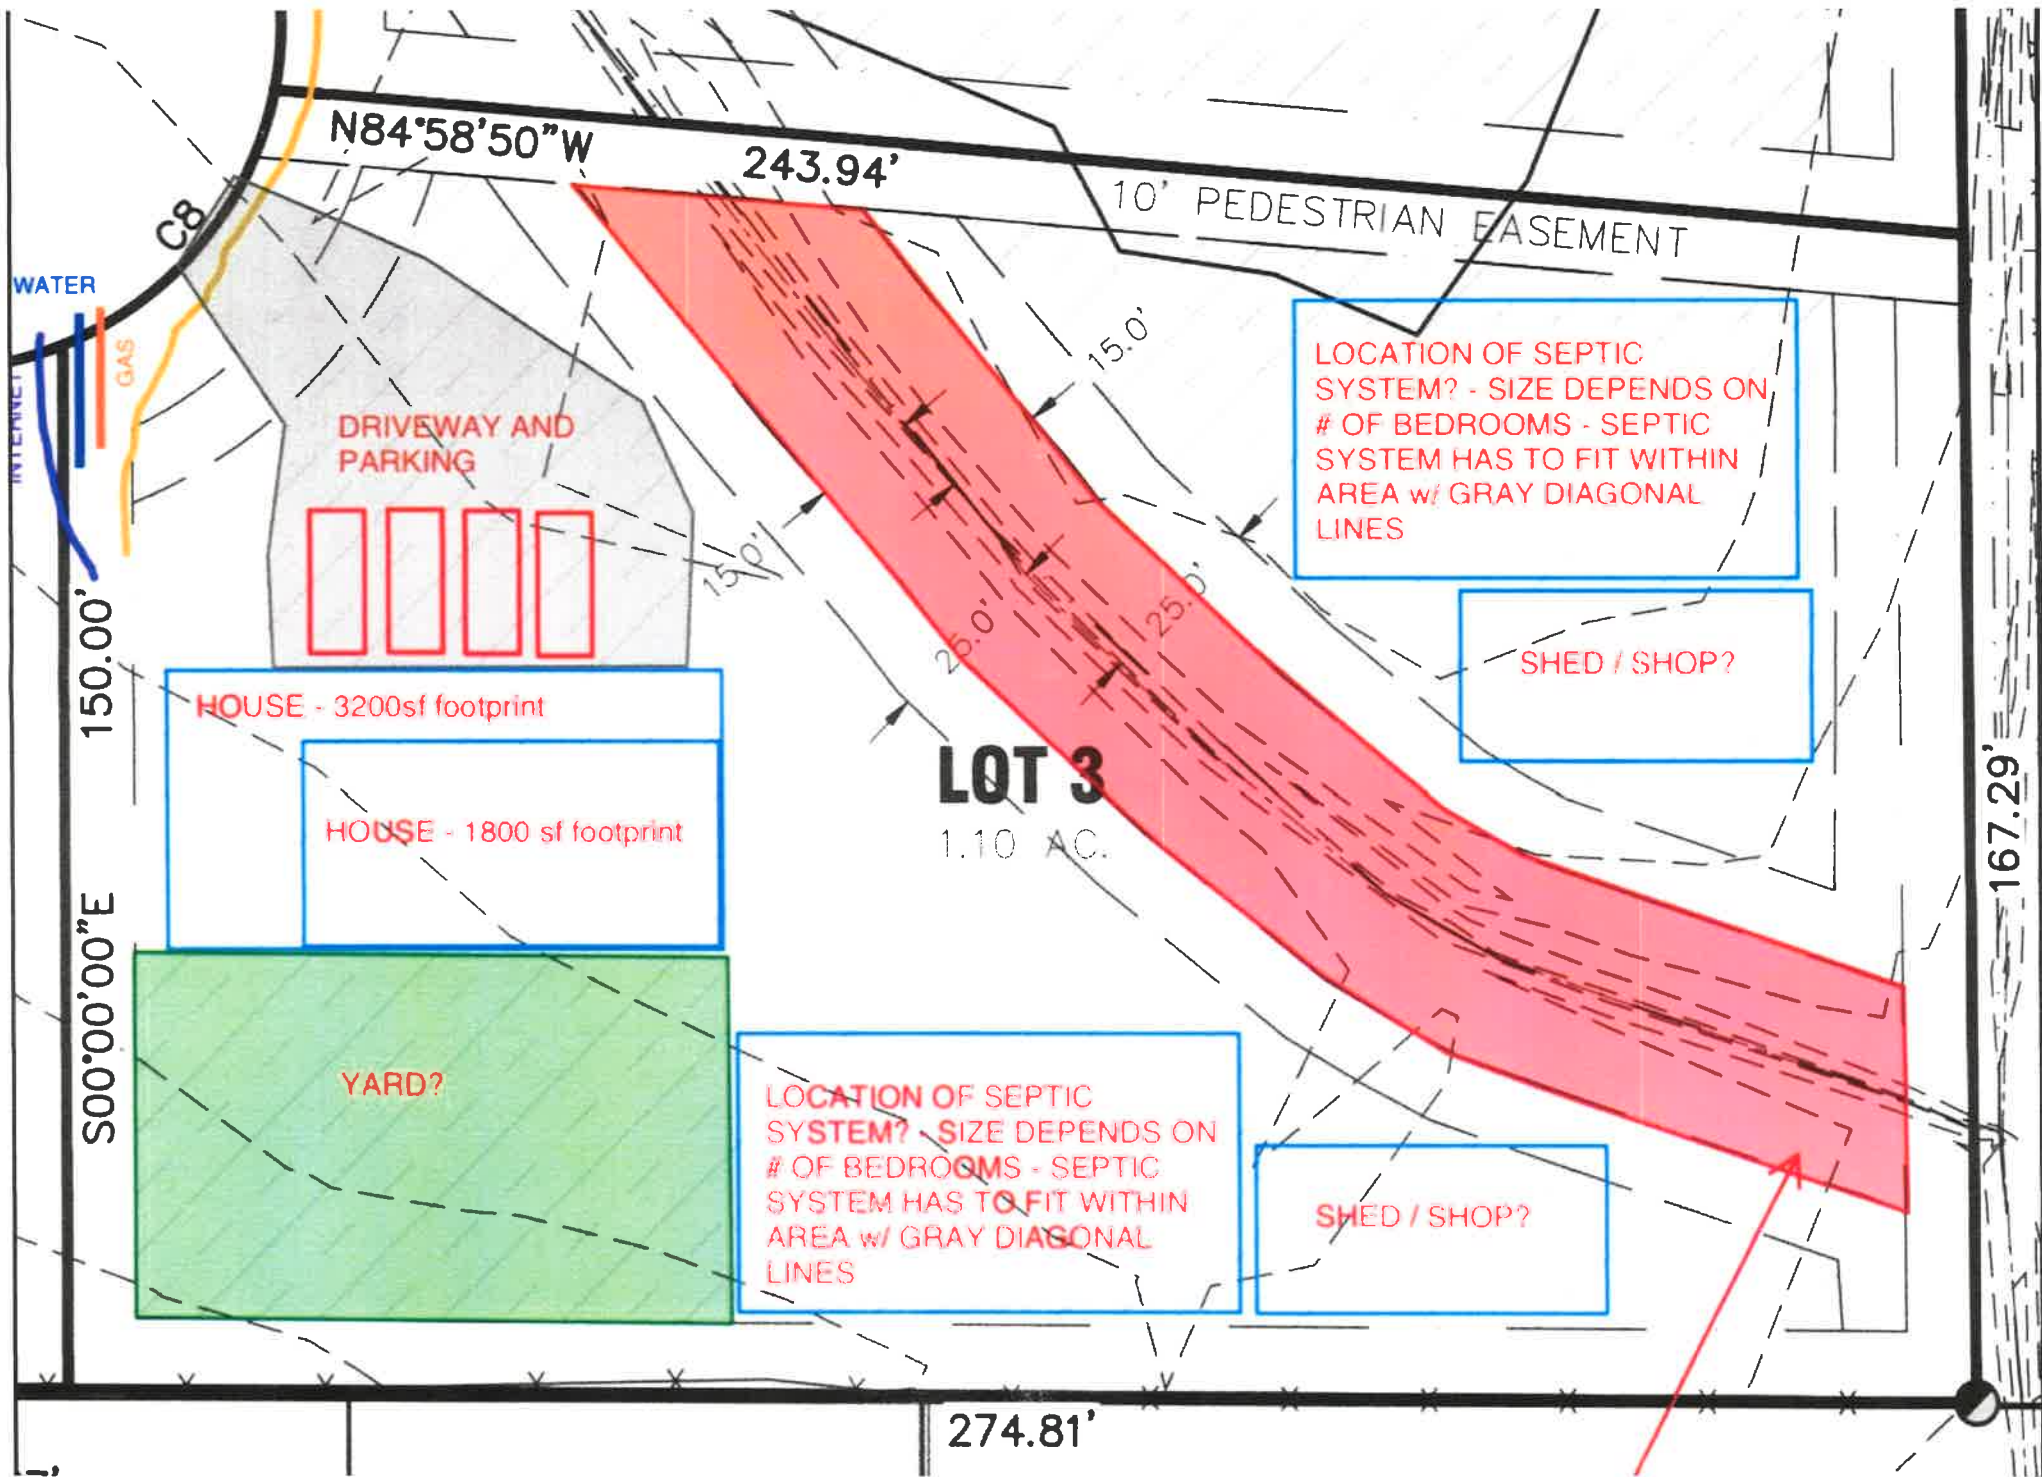 N84°58'50"W
243.94'
10' PEDESTRIAN EASEMENT
C8
WATER
GAS
INTERNET
15.0'
LOCATION OF SEPTIC
SYSTEM? - SIZE DEPENDS ON
# OF BEDROOMS - SEPTIC
SYSTEM HAS TO FIT WITHIN
AREA w/ GRAY DIAGONAL
LINES
DRIVEWAY AND
PARKING
15.0'
25.0'
25.0'
SHED / SHOP?
150.00'
S00°00'00"E
HOUSE - 3200sf footprint
HOUSE - 1800 sf footprint
LOT 3
1.10 AC.
167.29'
YARD?
LOCATION OF SEPTIC
SYSTEM? - SIZE DEPENDS ON
# OF BEDROOMS - SEPTIC
SYSTEM HAS TO FIT WITHIN
AREA w/ GRAY DIAGONAL
LINES
SHED / SHOP?
274.81'